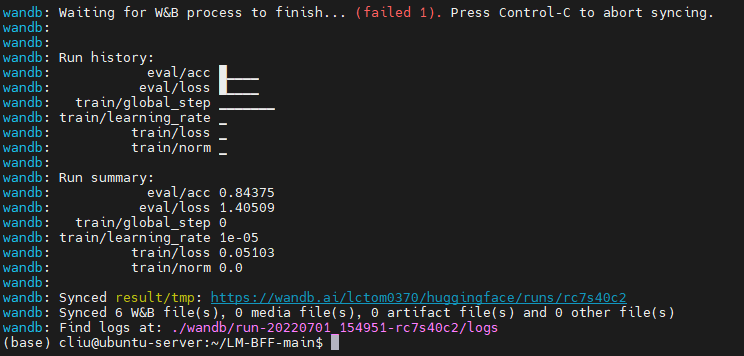 wandb: Waiting for W&B process to finish... (failed 1). Press Control-C to abort syncing.
wandb:
wandb:
wandb: Run history:
wandb: eval/acc █▁▁▁▁
wandb: eval/loss █▁▁▁▁
wandb: train/global_step ▁▁▁▁▁▁▁
wandb: train/learning_rate ▁
wandb: train/loss ▁
wandb: train/norm ▁
wandb:
wandb: Run summary:
wandb: eval/acc 0.84375
wandb: eval/loss 1.40509
wandb: train/global_step 0
wandb: train/learning_rate 1e-05
wandb: train/loss 0.05103
wandb: train/norm 0.0
wandb:
wandb: Synced result/tmp: https://wandb.ai/lctom0370/huggingface/runs/rc7s40c2
wandb: Synced 6 W&B file(s), 0 media file(s), 0 artifact file(s) and 0 other file(s)
wandb: Find logs at: ./wandb/run-20220701_154951-rc7s40c2/logs
(base) cliu@ubuntu-server:~/LM-BFF-main$